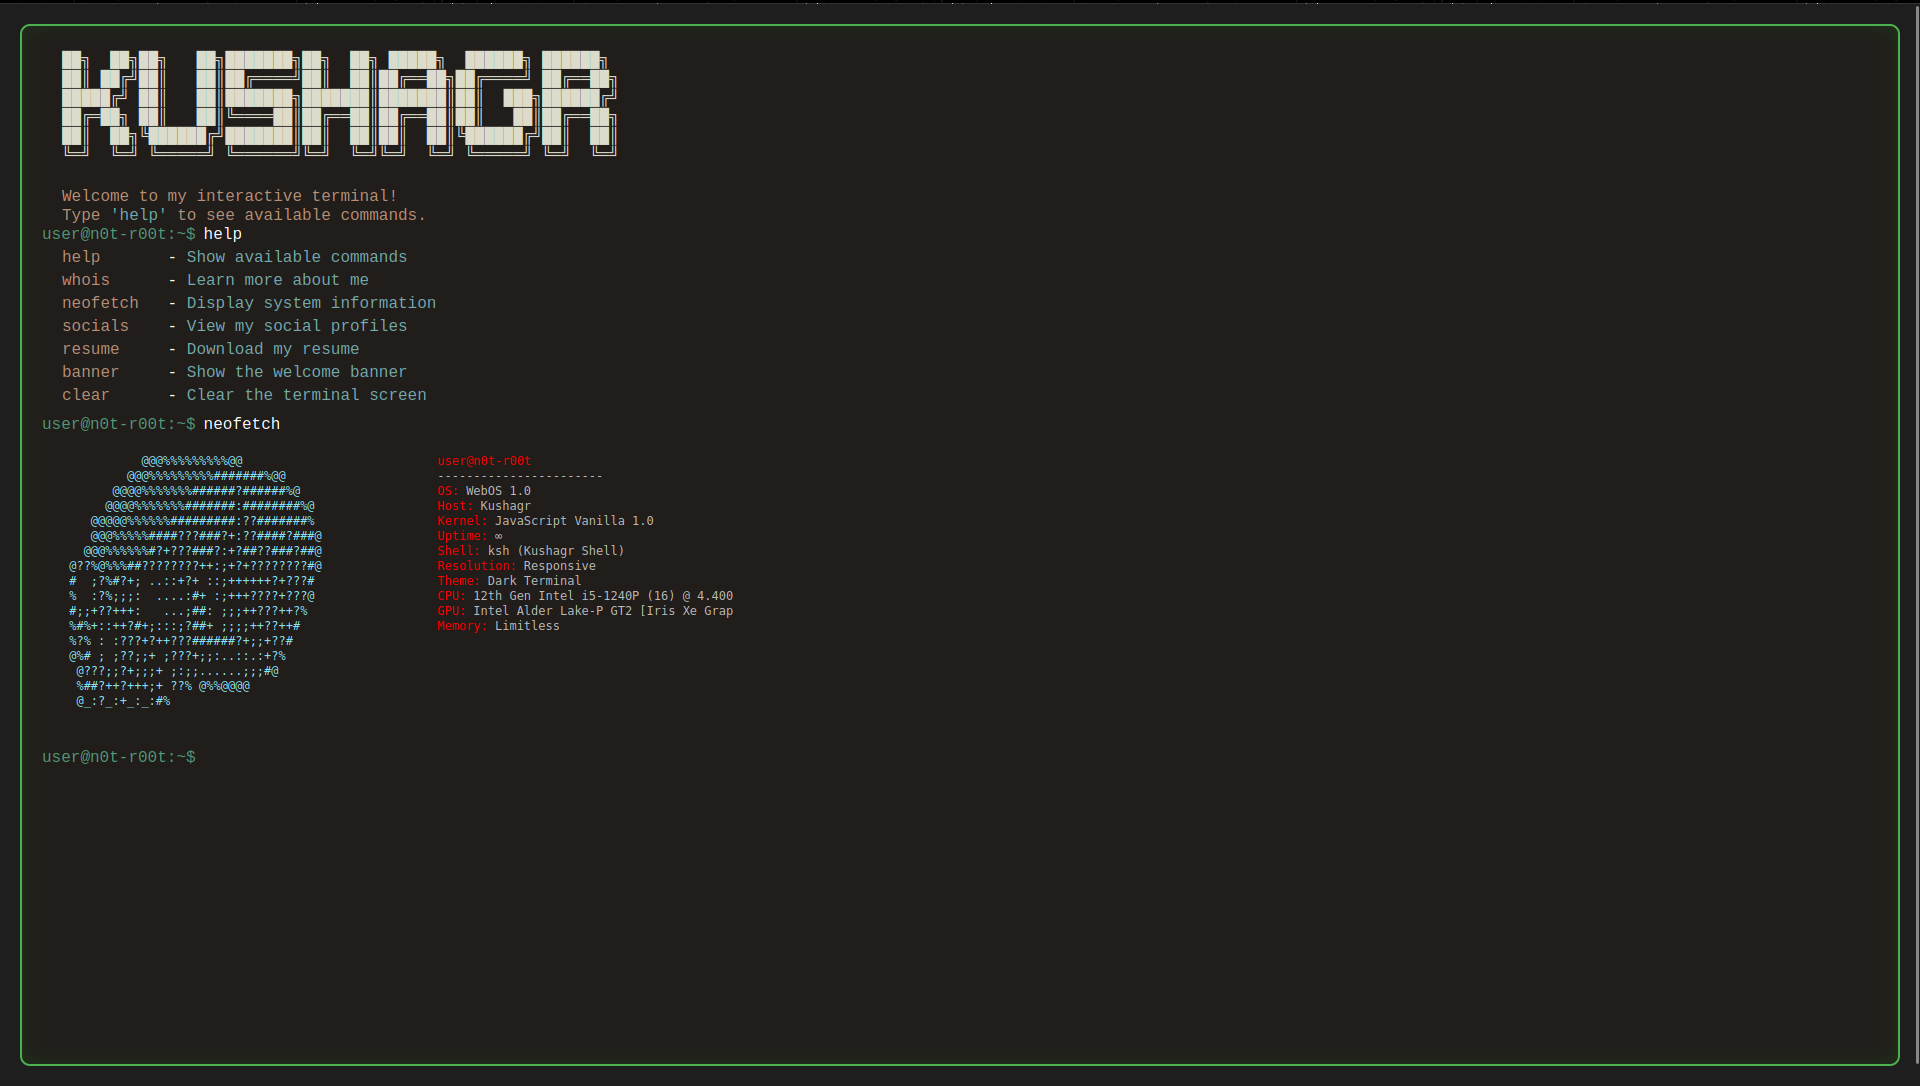 KUSHAGR
Welcome to my interactive terminal!
Type 'help' to see available commands.
user@n0t-r00t:~$ help
help - Show available commands
whois - Learn more about me
neofetch - Display system information
socials - View my social profiles
resume - Download my resume
banner - Show the welcome banner
clear - Clear the terminal screen
user@n0t-r00t:~$ neofetch
user@n0t-r00t
-----------------------
OS: WebOS 1.0
Host: Kushagr
Kernel: JavaScript Vanilla 1.0
Uptime: ∞
Shell: ksh (Kushagr Shell)
Resolution: Responsive
Theme: Dark Terminal
CPU: 12th Gen Intel i5-1240P (16) @ 4.400
GPU: Intel Alder Lake-P GT2 [Iris Xe Grap
Memory: Limitless
user@n0t-r00t:~$